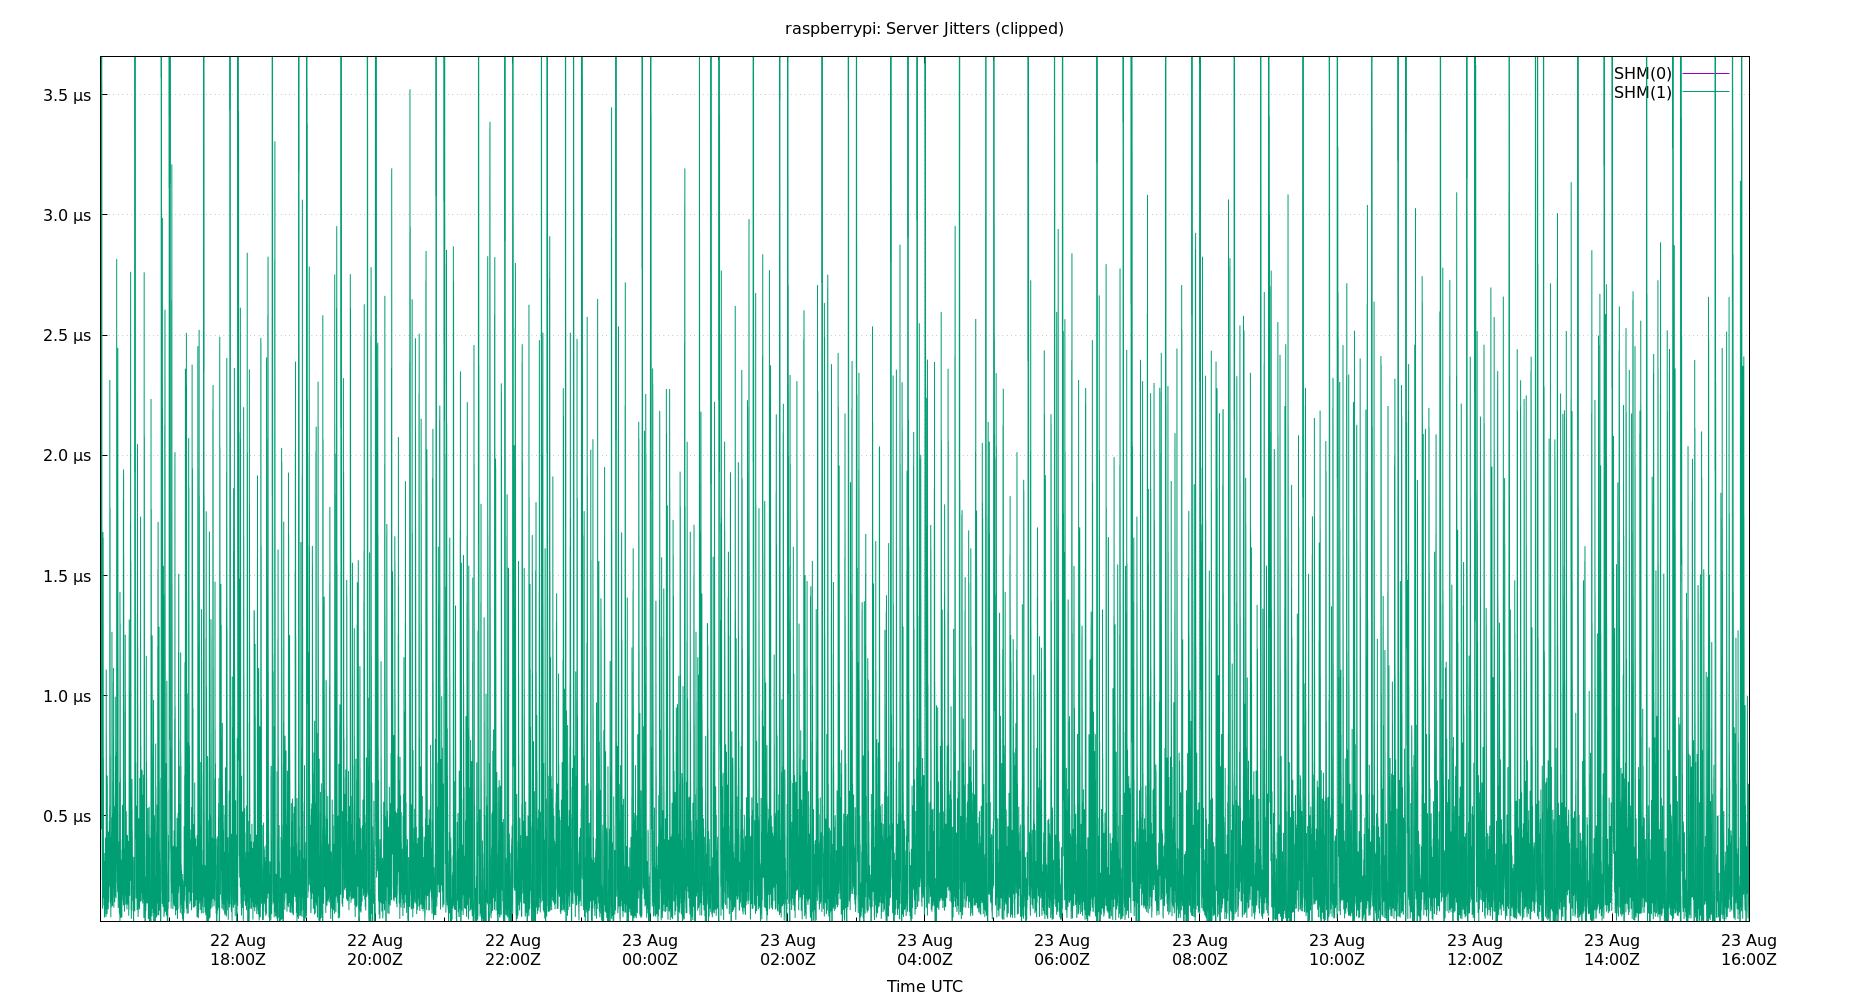 raspberrypi: Server Jitters (clipped)
SHM(0)
SHM(1)
3.5 µs
3.0 µs
2.5 µs
2.0 µs
1.5 µs
1.0 µs
0.5 µs
22 Aug 22 Aug 22 Aug 23 Aug 23 Aug 23 Aug 23 Aug 23 Aug 23 Aug 23 Aug 23 Aug 23 Aug
18:00Z 20:00Z 22:00Z 00:00Z 02:00Z 04:00Z 06:00Z 08:00Z 10:00Z 12:00Z 14:00Z 16:00Z
Time UTC